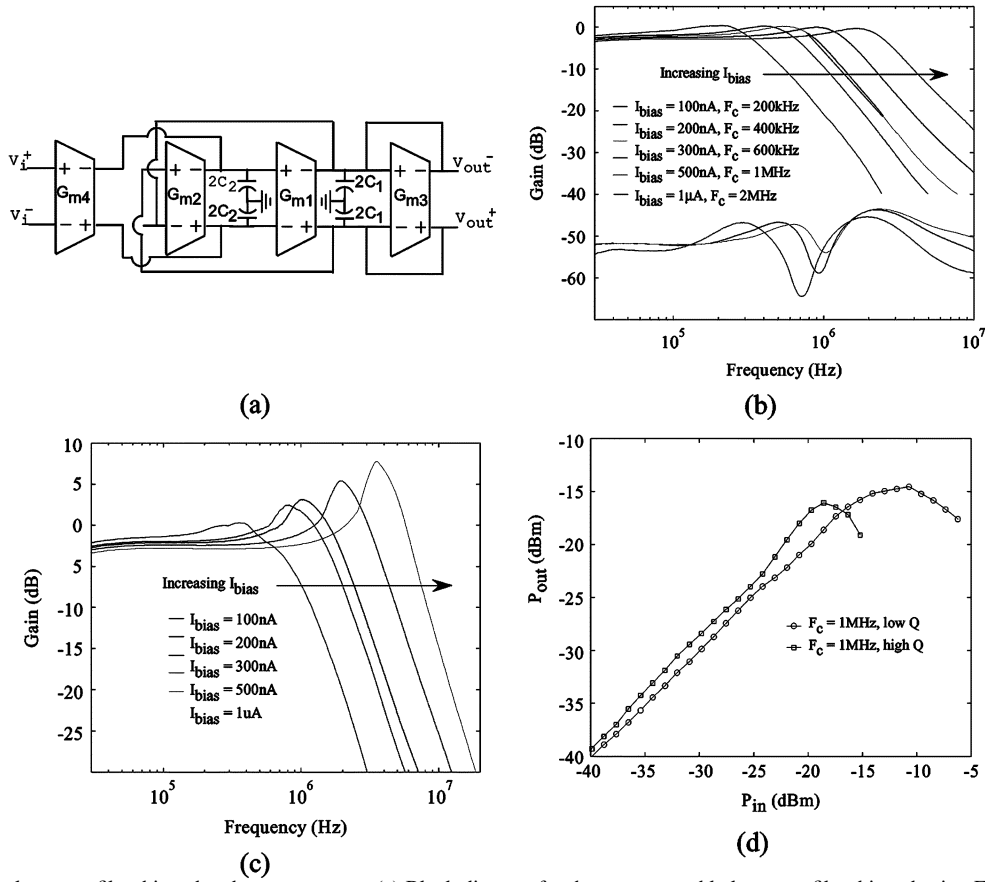 V_i^+
V_i^-
G_m4
G_m2
2C_2
2C_2
G_m1
2C_1
2C_1
G_m3
V_out^-
V_out^+
+ -
- +
(a)
0
-10
-20
-30
-40
-50
-60
Gain (dB)
Increasing I_bias
I_bias = 100nA, F_c = 200kHz
I_bias = 200nA, F_c = 400kHz
I_bias = 300nA, F_c = 600kHz
I_bias = 500nA, F_c = 1MHz
I_bias = 1μA, F_c = 2MHz
10^5
10^6
10^7
Frequency (Hz)
(b)
10
5
0
5
-10
-15
-20
-25
Gain (dB)
Increasing I_bias
I_bias = 100nA
I_bias = 200nA
I_bias = 300nA
I_bias = 500nA
I_bias = 1uA
10^5
10^6
10^7
Frequency (Hz)
(c)
-10
-15
-20
-25
-30
-35
-40
P_out (dBm)
F_c = 1MHz, low Q
F_c = 1MHz, high Q
-40 -35 -30 -25 -20 -15 -10 -5
P_in (dBm)
(d)